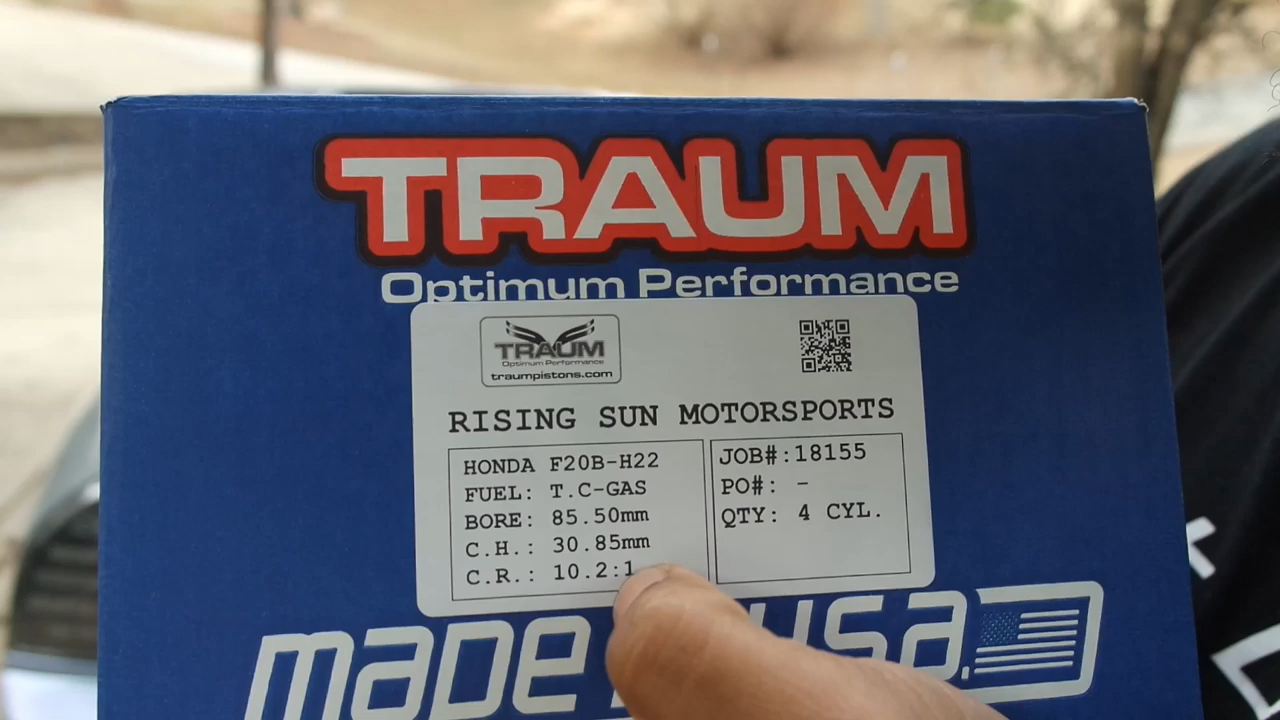 TRAUM
Optimum Performance
TRAUM
Optimum Performance
traumpistons.com
RISING SUN MOTORSPORTS
HONDA F20B-H22
FUEL: T.C-GAS
BORE: 85.50mm
C.H.: 30.85mm
C.R.: 10.2:1
JOB#:18155
PO#: -
QTY: 4 CYL.
MADE USA.